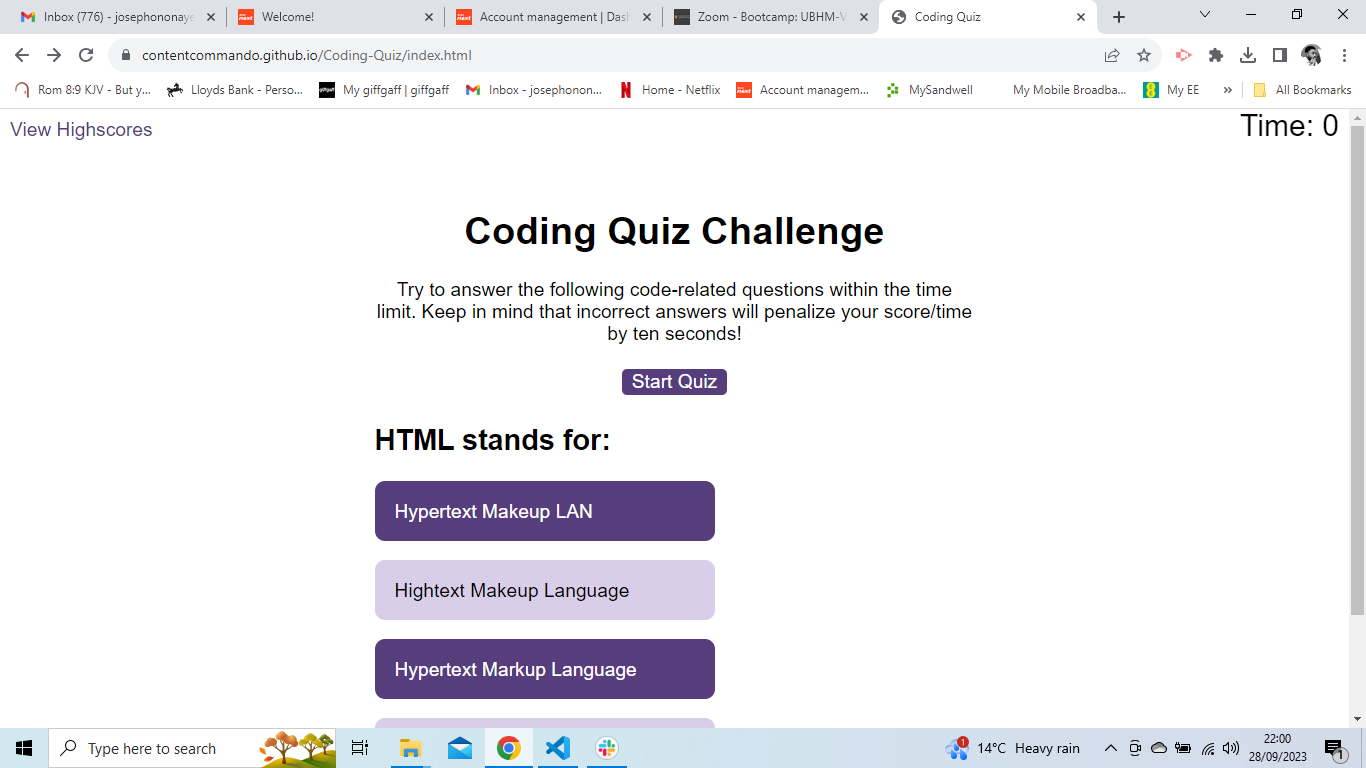 Inbox (776) - josephonaye
Welcome!
Account management | Das
Zoom - Bootcamp: UBHM-V
Coding Quiz
contentcommando.github.io/Coding-Quiz/index.html
Rom 8:9 KJV - But y...
Lloyds Bank - Perso...
giffgaff
My giffgaff | giffgaff
Inbox - josephonon...
Home - Netflix
Account managem...
MySandwell
My Mobile Broadba...
My EE
»
All Bookmarks
View Highscores
Time: 0
Coding Quiz Challenge
Try to answer the following code-related questions within the time
limit. Keep in mind that incorrect answers will penalize your score/time
by ten seconds!
Start Quiz
HTML stands for:
Hypertext Makeup LAN
Hightext Makeup Language
Hypertext Markup Language
Type here to search
1
14°C Heavy rain
22:00
28/09/2023
1